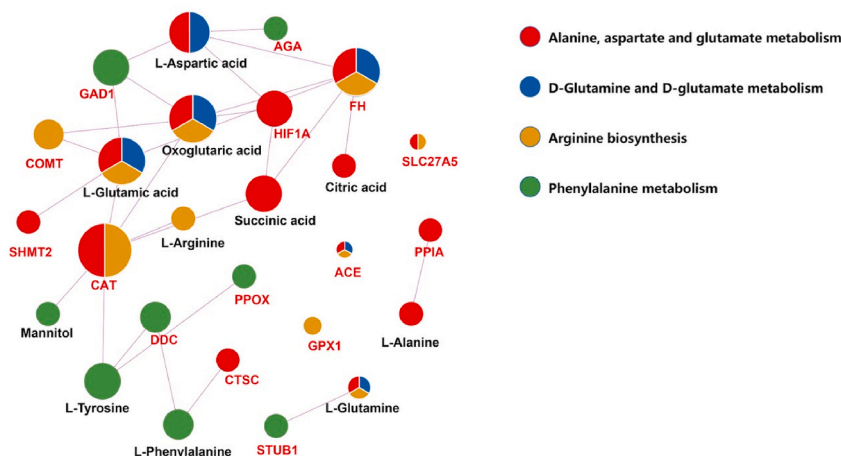 AGA
L-Aspartic acid
GAD1
FH
HIF1A
Oxoglutaric acid
COMT
SLC27A5
Citric acid
L-Glutamic acid
Succinic acid
SHMT2
L-Arginine
PPIA
ACE
CAT
PPOX
Mannitol
DDC
GPX1
L-Alanine
CTSC
L-Tyrosine
L-Glutamine
L-Phenylalanine
STUB1
Alanine, aspartate and glutamate metabolism
D-Glutamine and D-glutamate metabolism
Arginine biosynthesis
Phenylalanine metabolism